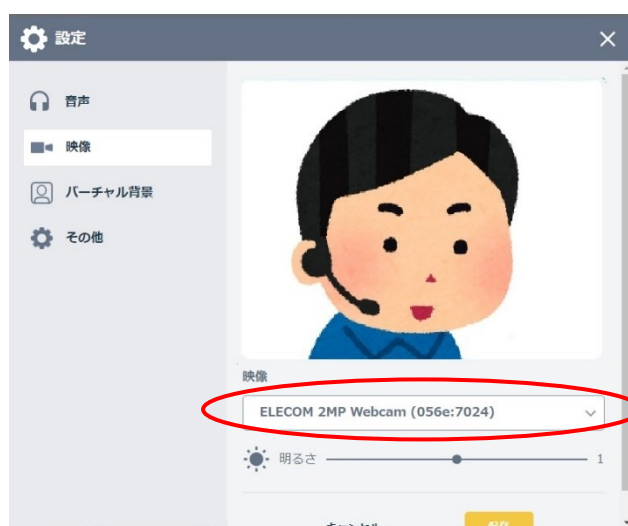 設定
音声
映像
バーチャル背景
その他
映像
ELECOM 2MP Webcam (056e:7024)
明るさ 1